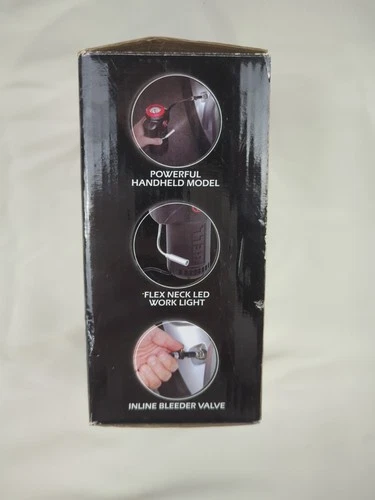 POWERFUL
HANDHELD MODEL
FLEX NECK LED
WORK LIGHT
INLINE BLEEDER VALVE